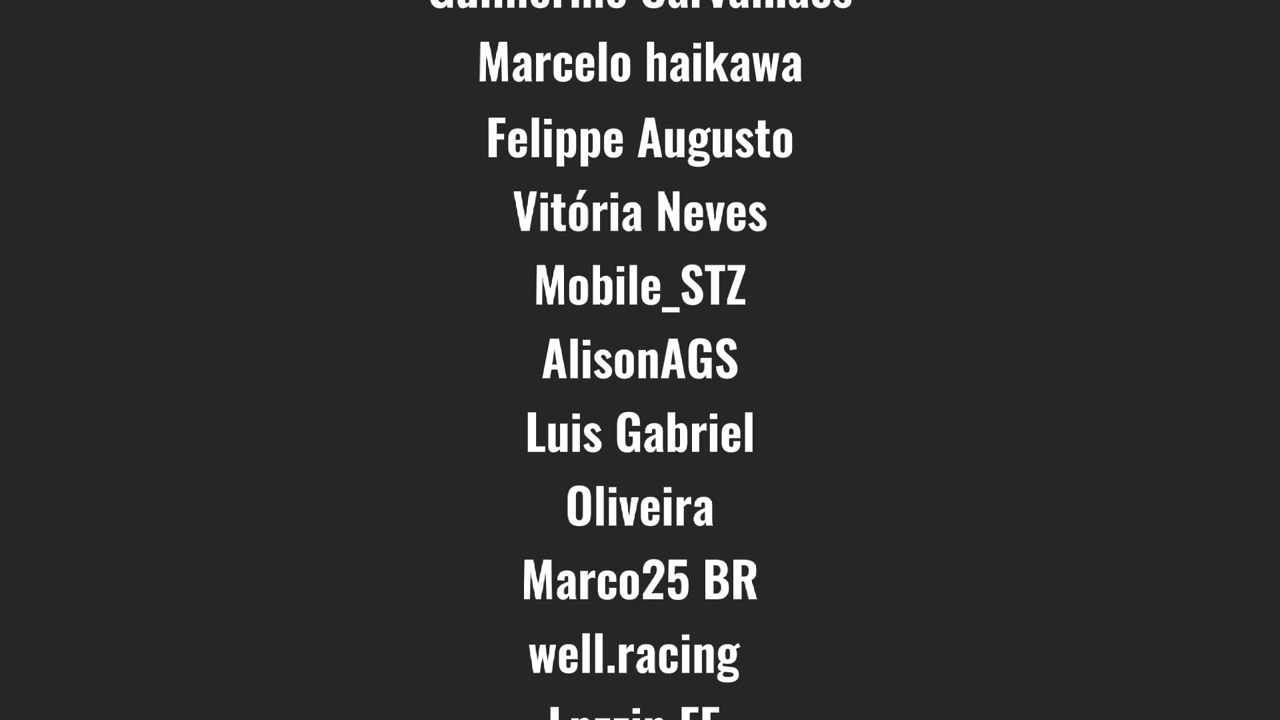 Marcelo haikawa
Felippe Augusto
Vitória Neves
Mobile_STZ
AlisonAGS
Luis Gabriel
Oliveira
Marco25 BR
well.racing